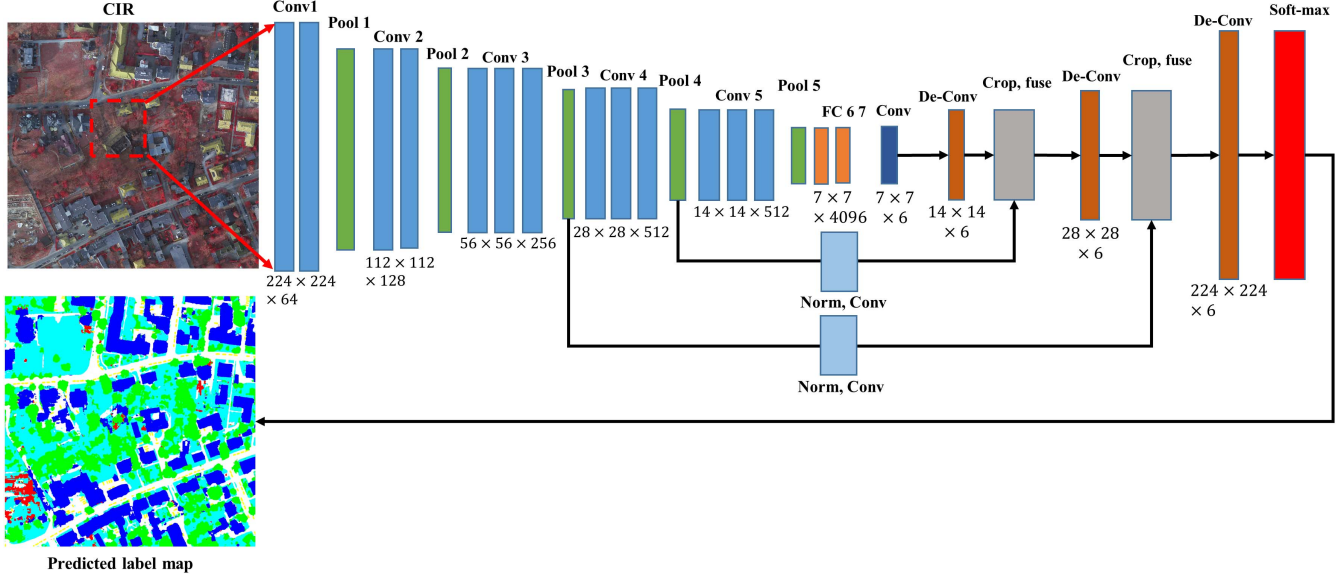 CIR
Conv1
Pool 1
Conv 2
Pool 2
Conv 3
Pool 3
Conv 4
Pool 4
Conv 5
Pool 5
FC 6 7
Conv
De-Conv
Crop, fuse
De-Conv
Crop, fuse
De-Conv
Soft-max
224 × 224
× 64
112 × 112
× 128
56 × 56 × 256
28 × 28 × 512
14 × 14 × 512
7 × 7
× 4096
7 × 7
× 6
14 × 14
× 6
28 × 28
× 6
224 × 224
× 6
Norm, Conv
Norm, Conv
Predicted label map